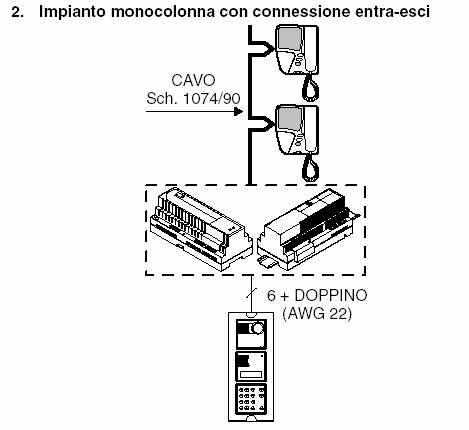 2. Impianto monocolonna con connessione entra-esci
CAVO
Sch. 1074/90
6 + DOPPINO
(AWG 22)